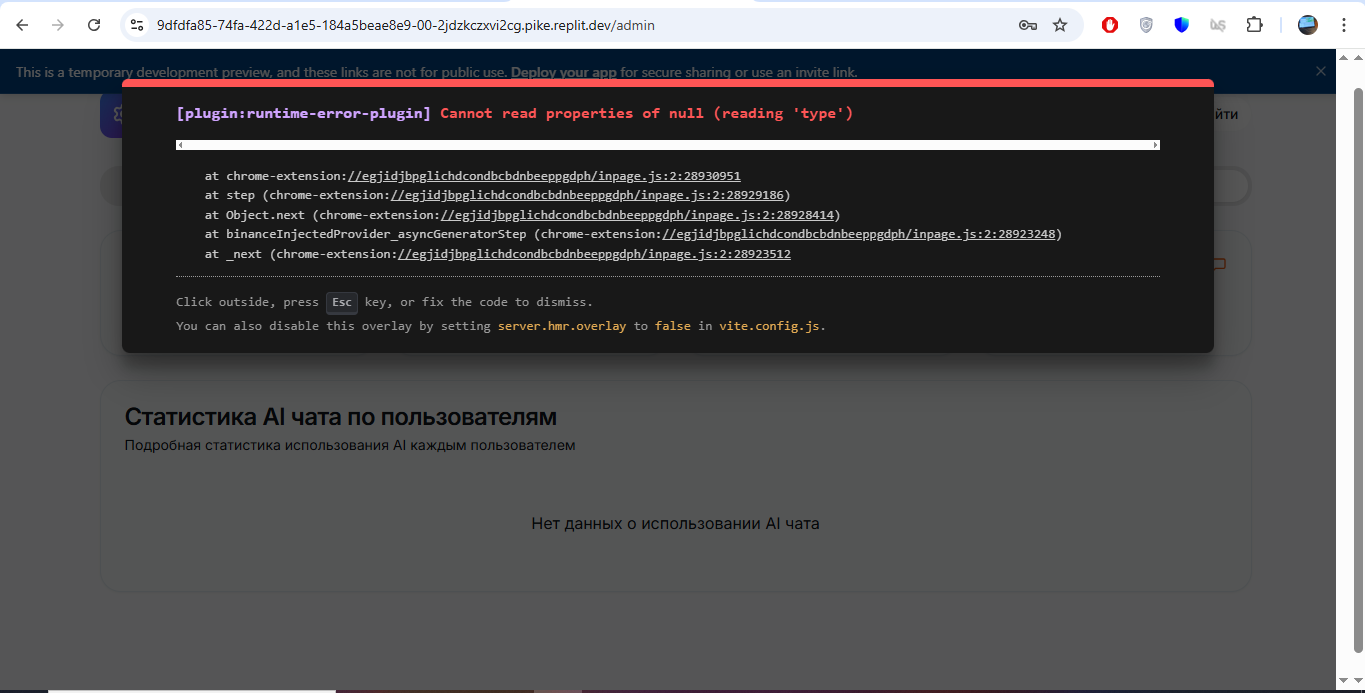 9dfdfa85-74fa-422d-a1e5-184a5beae8e9-00-2jdzkczxvi2cg.pike.replit.dev/admin
This is a temporary development preview, and these links are not for public use. Deploy your app for secure sharing or use an invite link.
[plugin:runtime-error-plugin] Cannot read properties of null (reading 'type')
йти
at chrome-extension://egjidjbpglichdcondbcbdnbeeppgdph/inpage.js:2:28930951
at step (chrome-extension://egjidjbpglichdcondbcbdnbeeppgdph/inpage.js:2:28929186)
at Object.next (chrome-extension://egjidjbpglichdcondbcbdnbeeppgdph/inpage.js:2:28928414)
at binanceInjectedProvider_asyncGeneratorStep (chrome-extension://egjidjbpglichdcondbcbdnbeeppgdph/inpage.js:2:28923248)
at _next (chrome-extension://egjidjbpglichdcondbcbdnbeeppgdph/inpage.js:2:28923512
Click outside, press Esc key, or fix the code to dismiss.
You can also disable this overlay by setting server.hmr.overlay to false in vite.config.js.
Статистика AI чата по пользователям
Подробная статистика использования AI каждым пользователем
Нет данных о использовании AI чата